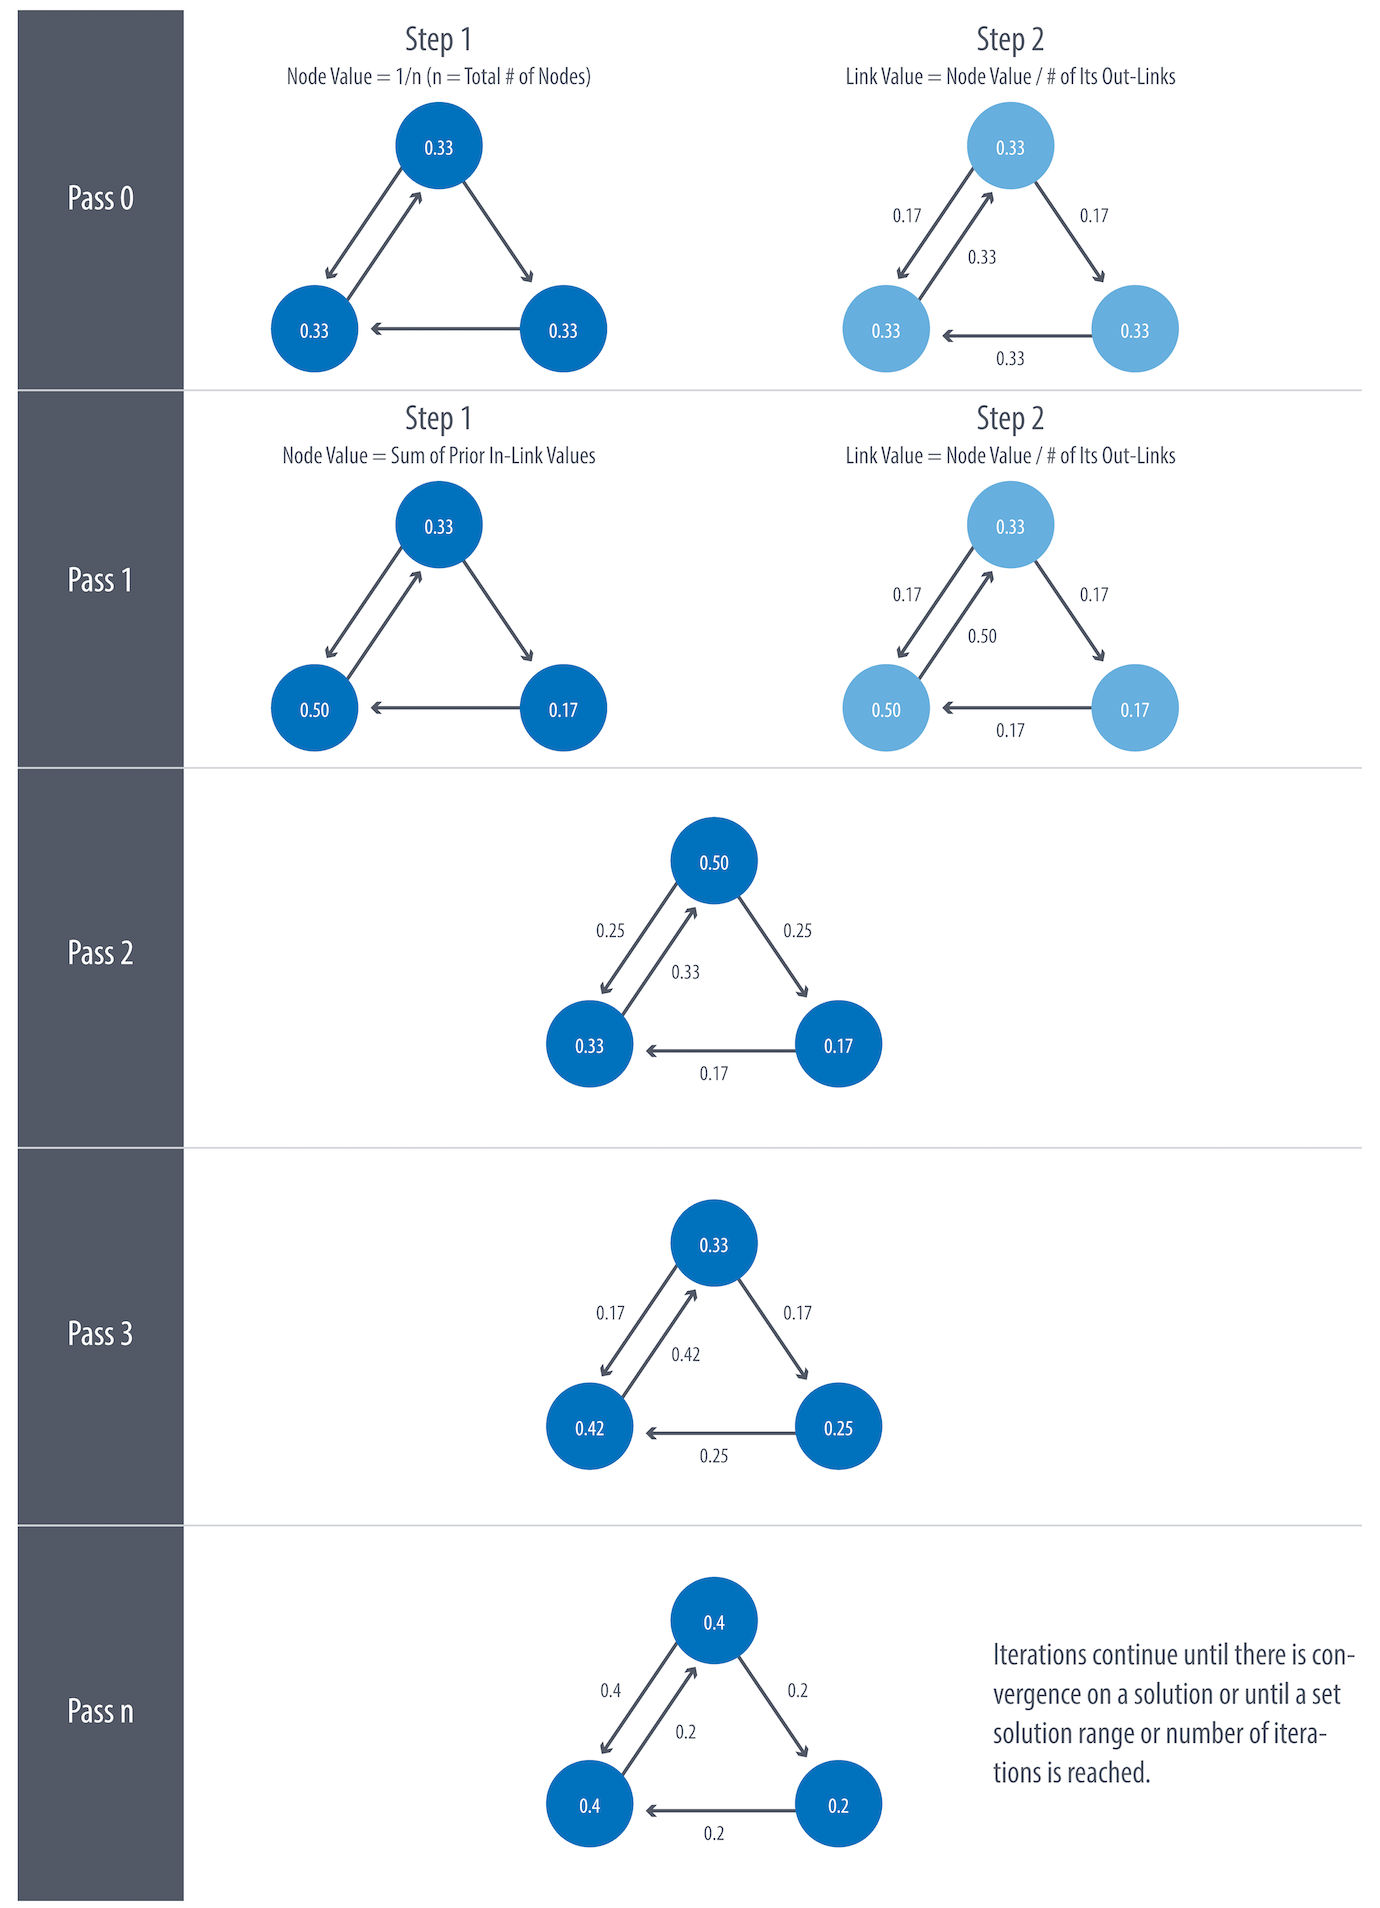 Pass 0
Step 1
Node Value = 1/n (n = Total # of Nodes)
0.33
0.33
0.33
Step 2
Link Value = Node Value / # of Its Out-Links
0.33
0.17
0.17
0.33
0.33
0.33
0.33
Pass 1
Step 1
Node Value = Sum of Prior In-Link Values
0.33
0.50
0.17
Step 2
Link Value = Node Value / # of Its Out-Links
0.33
0.17
0.17
0.50
0.50
0.17
0.17
Pass 2
0.50
0.25
0.25
0.33
0.33
0.17
0.17
Pass 3
0.33
0.17
0.17
0.42
0.42
0.25
0.25
Pass n
0.4
0.4
0.2
0.2
0.4
0.2
0.2
Iterations continue until there is con-
vergence on a solution or until a set
solution range or number of itera-
tions is reached.